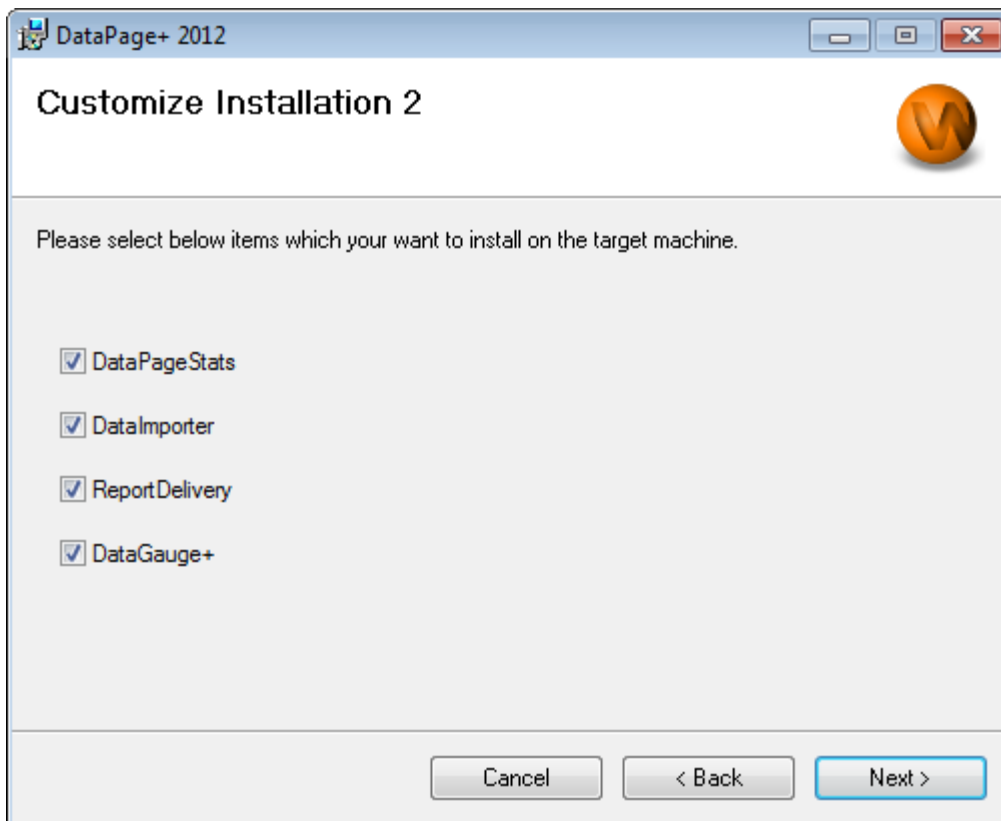 DataPage+ 2012
Customize Installation 2
W
Please select below items which your want to install on the target machine.
DataPageStats
DataImporter
ReportDelivery
DataGauge+
Cancel
< Back
Next >